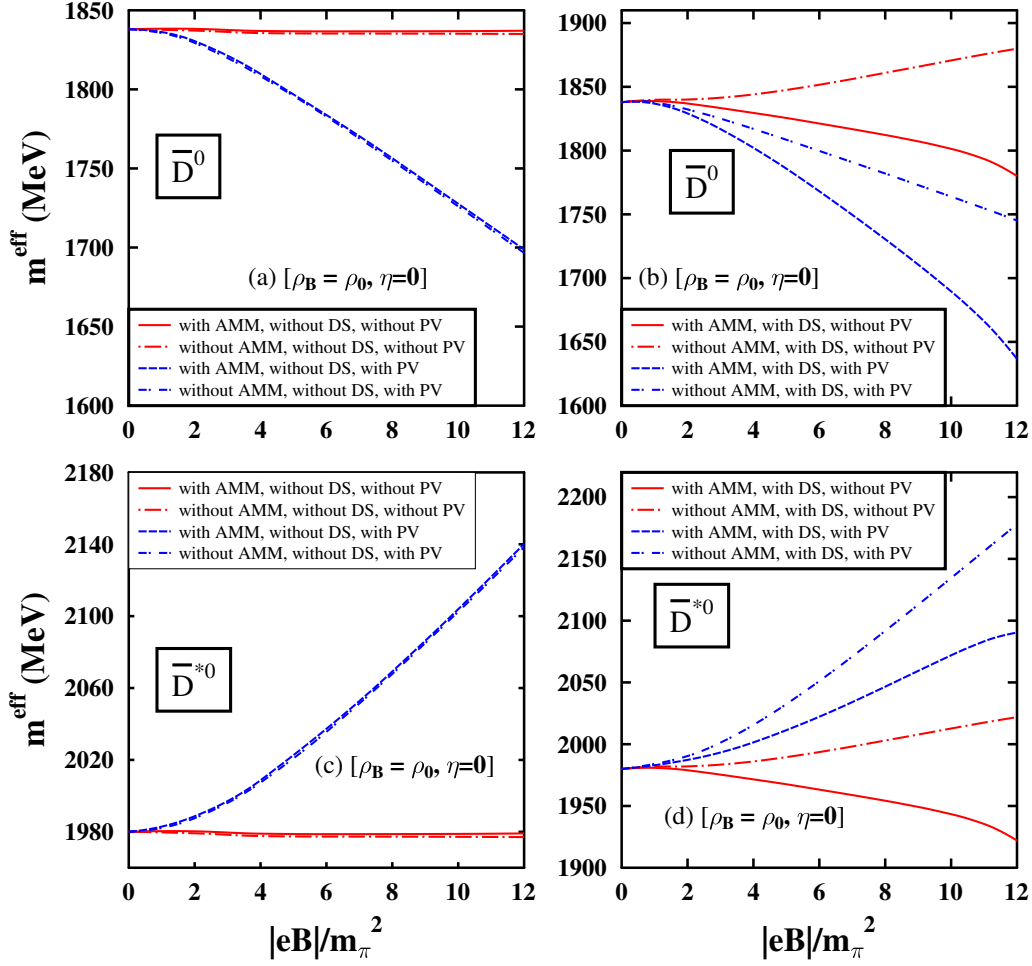 1850
1800
1750
1700
1650
1600
m^eff (MeV)
D̅^0
(a) [ρ_B = ρ_0, η=0]
with AMM, without DS, without PV
without AMM, without DS, without PV
with AMM, without DS, with PV
without AMM, without DS, with PV
0 2 4 6 8 10 12
1900
1850
1800
1750
1700
1650
1600
D̅^0
(b) [ρ_B = ρ_0, η=0]
with AMM, with DS, without PV
without AMM, with DS, without PV
with AMM, with DS, with PV
without AMM, with DS, with PV
0 2 4 6 8 10 12
2180
2140
2100
2060
2020
1980
m^eff (MeV)
with AMM, without DS, without PV
without AMM, without DS, without PV
with AMM, without DS, with PV
without AMM, without DS, with PV
D̅^*0
(c) [ρ_B = ρ_0, η=0]
0 2 4 6 8 10 12
|eB|/m_π^2
2200
2150
2100
2050
2000
1950
1900
with AMM, with DS, without PV
without AMM, with DS, without PV
with AMM, with DS, with PV
without AMM, with DS, with PV
D̅^*0
(d) [ρ_B = ρ_0, η=0]
0 2 4 6 8 10 12
|eB|/m_π^2